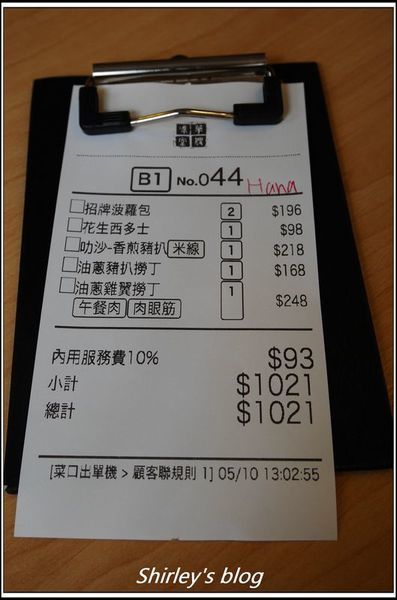 B1 No.044 Hana
招牌菠蘿包 2 $196
花生西多士 1 $98
叻沙-香煎豬扒 米線 1 $218
油蔥豬扒撈丁 1 $168
油蔥雞翼撈丁 1 $248
午餐肉 肉眼筋
內用服務費10% $93
小計 $1021
總計 $1021
[菜口出單機 > 顧客聯規則 1] 05/10 13:02:55
Shirley's blog